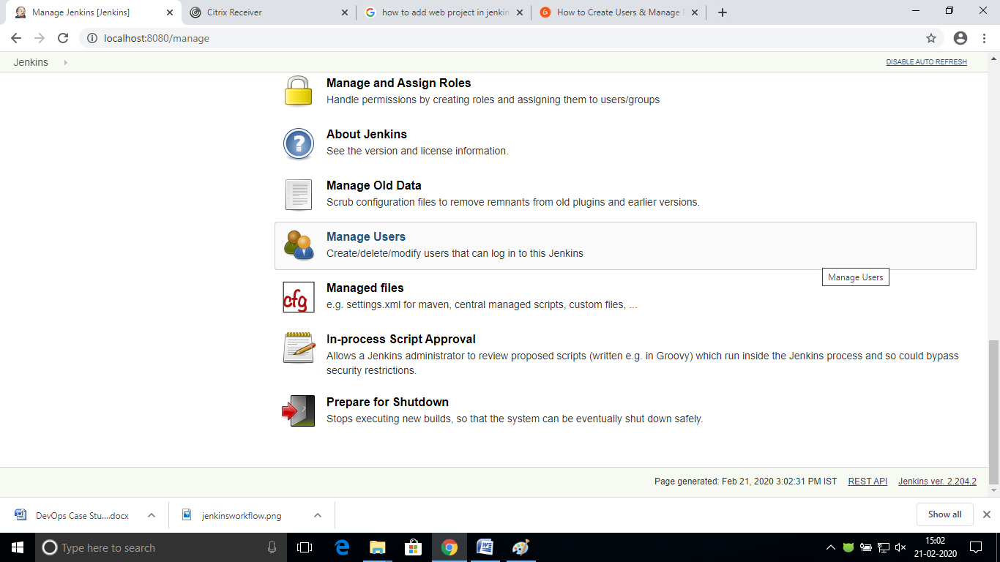 Manage Jenkins [Jenkins]
Citrix Receiver
how to add web project in jenkin
How to Create Users & Manage
localhost:8080/manage
Jenkins
DISABLE AUTO REFRESH
Manage and Assign Roles
Handle permissions by creating roles and assigning them to users/groups
About Jenkins
See the version and license information.
Manage Old Data
Scrub configuration files to remove remnants from old plugins and earlier versions.
Manage Users
Create/delete/modify users that can log in to this Jenkins
Manage Users
cfg
Managed files
e.g. settings.xml for maven, central managed scripts, custom files, ...
In-process Script Approval
Allows a Jenkins administrator to review proposed scripts (written e.g. in Groovy) which run inside the Jenkins process and so could bypass
security restrictions.
Prepare for Shutdown
Stops executing new builds, so that the system can be eventually shut down safely.
Page generated: Feb 21, 2020 3:02:31 PM IST REST API Jenkins ver. 2.204.2
DevOps Case Stu....docx
jenkinsworkflow.png
Show all
Type here to search
15:02
21-02-2020